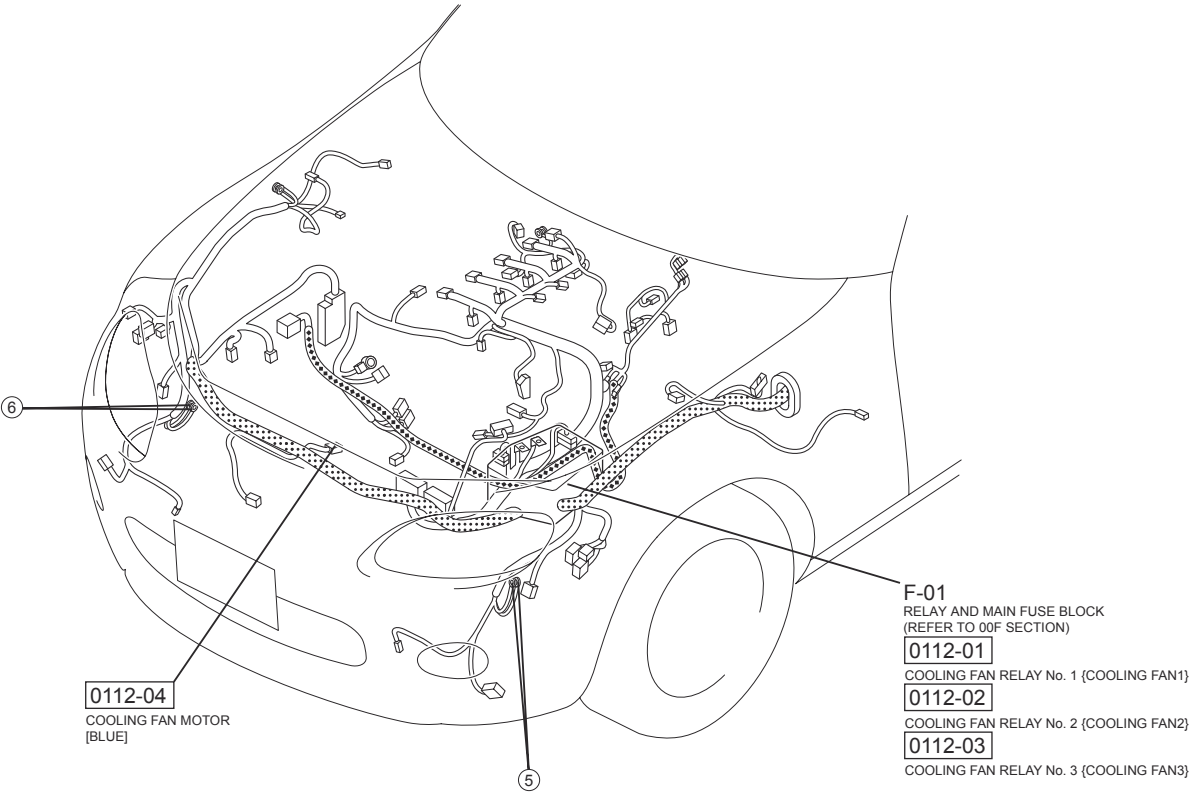 6
0112-04
COOLING FAN MOTOR
[BLUE]
5
F-01
RELAY AND MAIN FUSE BLOCK
(REFER TO 00F SECTION)
0112-01
COOLING FAN RELAY No. 1 {COOLING FAN1}
0112-02
COOLING FAN RELAY No. 2 {COOLING FAN2}
0112-03
COOLING FAN RELAY No. 3 {COOLING FAN3}